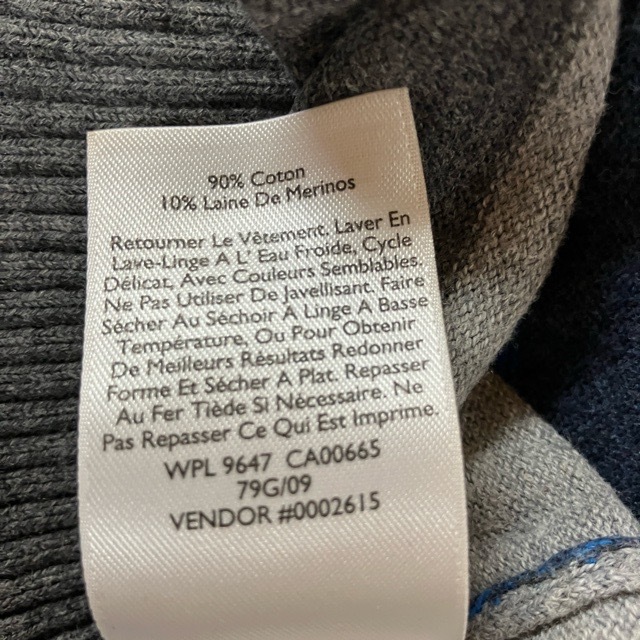 90% Coton
10% Laine De Merinos
Retourner Le Vêtement. Laver En
Lave-Linge A L' Eau Froide, Cycle
Délicat, Avec Couleurs Semblables.
Ne Pas Utiliser De Javellisant. Faire
Sécher Au Séchoir A Linge A Basse
Température, Ou Pour Obtenir
De Meilleurs Résultats Redonner
Forme Et Sécher A Plat. Repasser
Au Fer Tiède Si Nécessaire. Ne
Pas Repasser Ce Qui Est Imprime.
WPL 9647 CA00665
79G/09
VENDOR #0002615